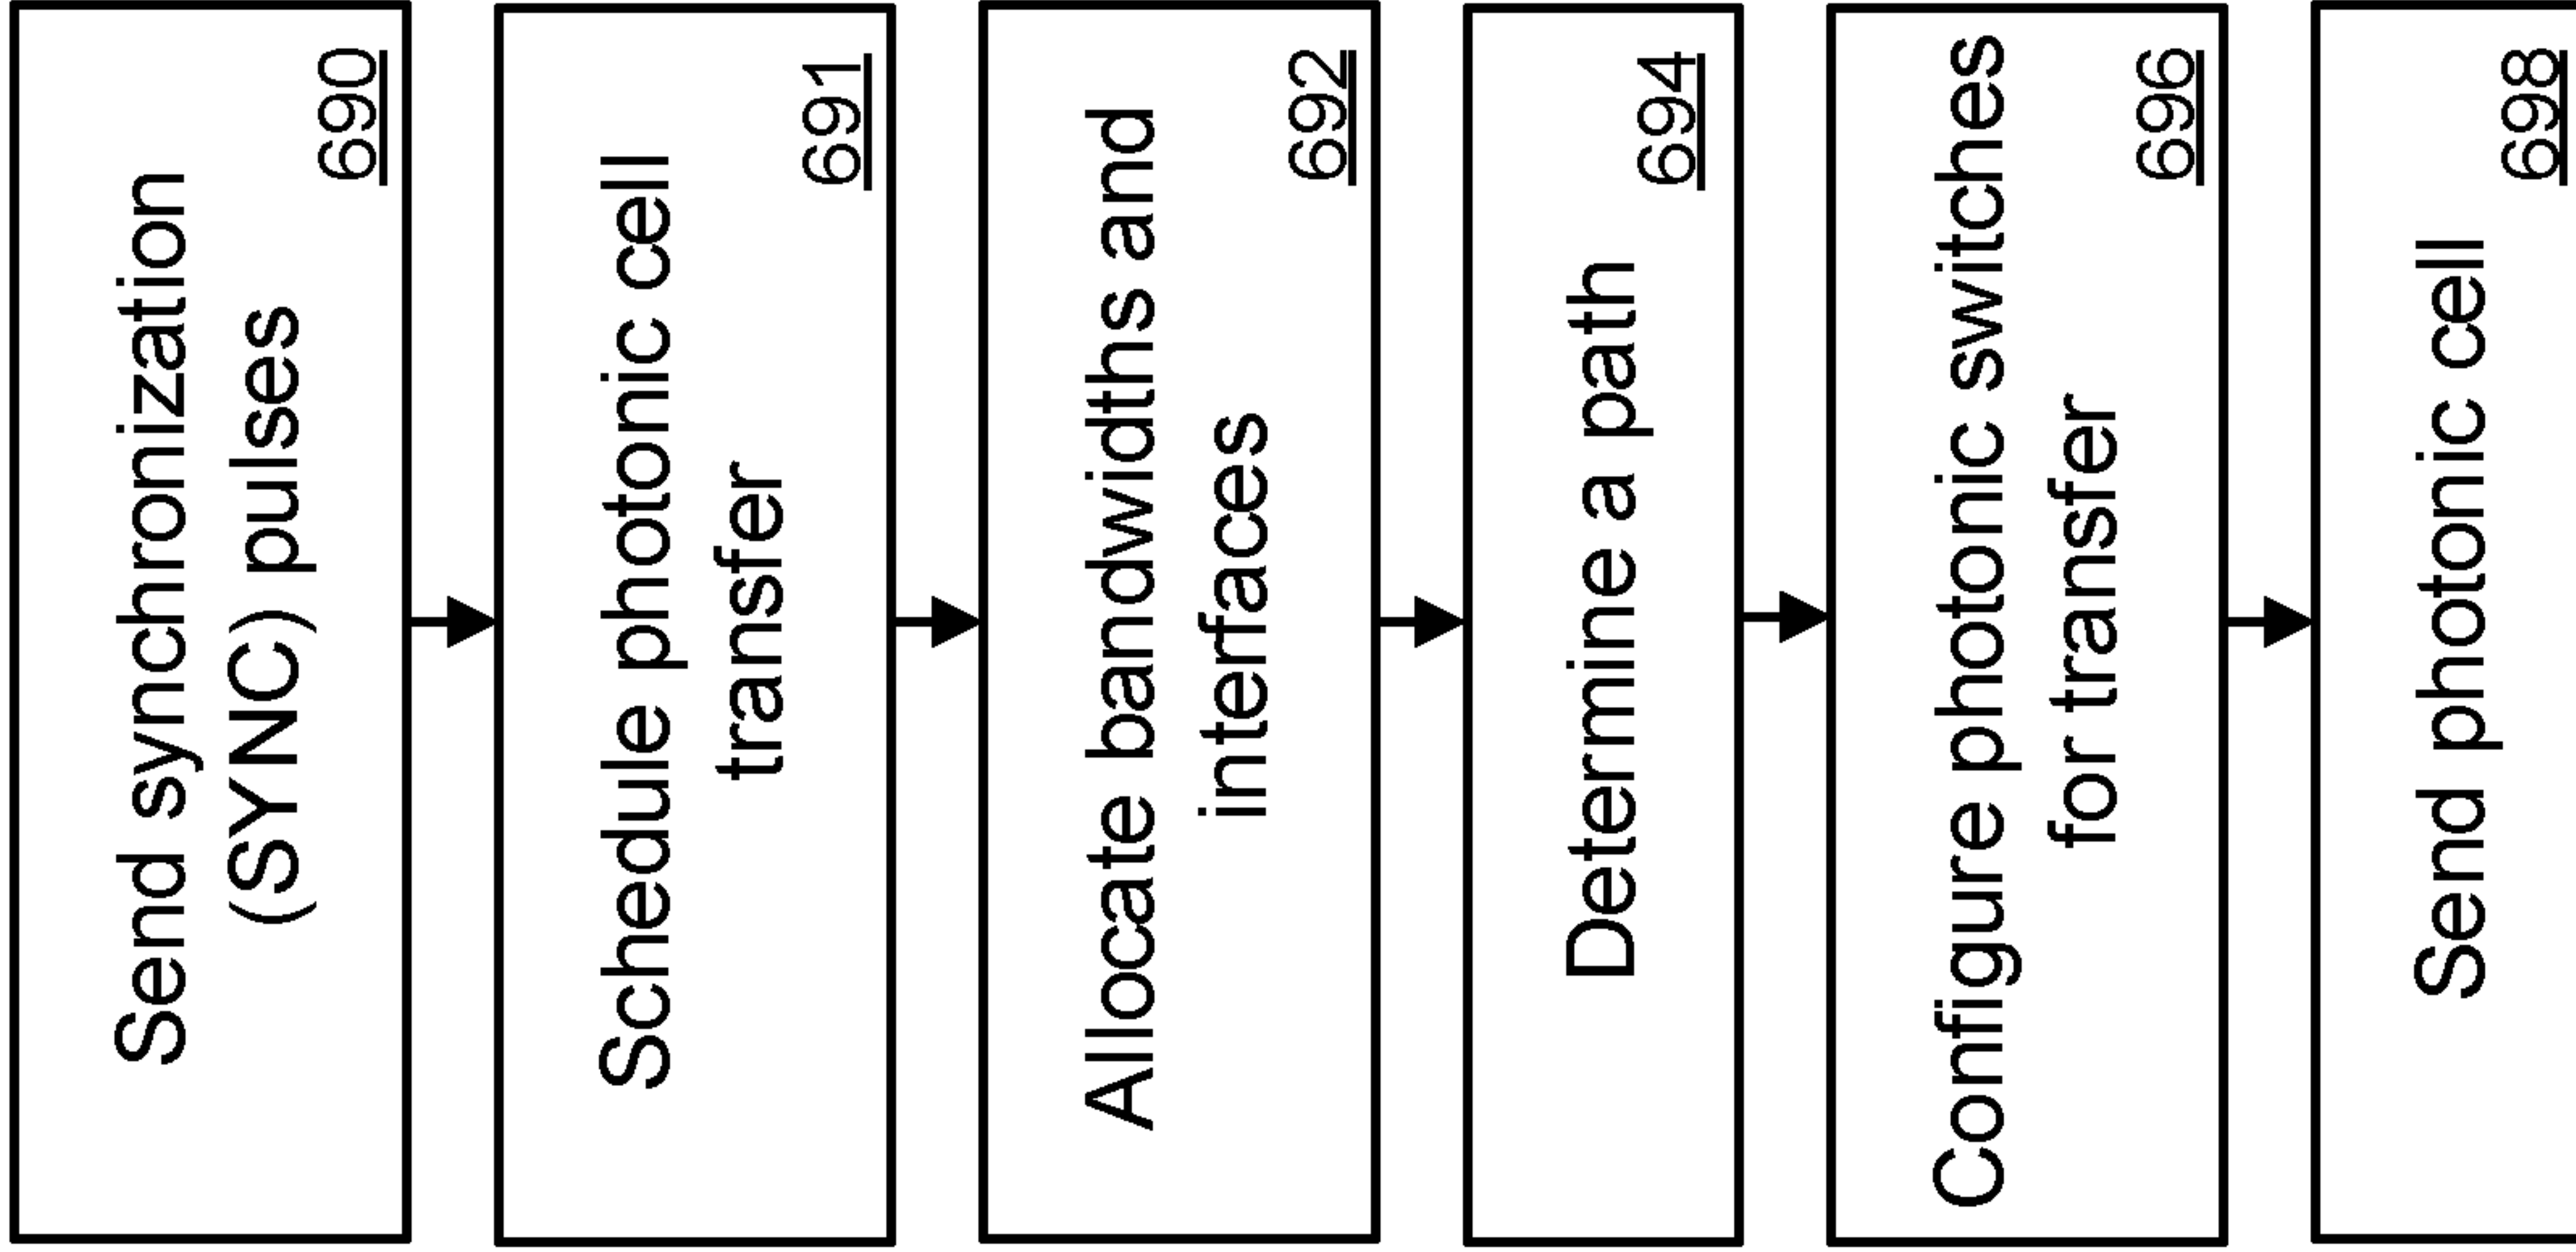 Send synchronization
(SYNC) pulses
690
Schedule photonic cell
transfer
691
Allocate bandwidths and
interfaces
692
Determine a path
694
Configure photonic switches
for transfer
696
Send photonic cell
698